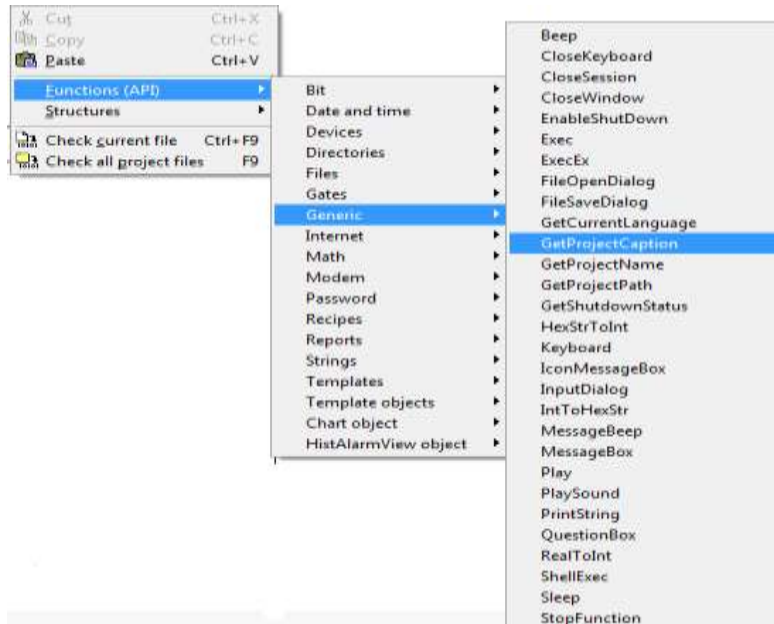 Cut Ctrl+X
Copy Ctrl+C
Paste Ctrl+V
Functions (API)
Structures
Check current file Ctrl+F9
Check all project files F9
Bit
Date and time
Devices
Directories
Files
Gates
Generic
Internet
Math
Modem
Password
Recipes
Reports
Strings
Templates
Template objects
Chart object
HistAlarmView object
Beep
CloseKeyboard
CloseSession
CloseWindow
EnableShutDown
Exec
ExecEx
FileOpenDialog
FileSaveDialog
GetCurrentLanguage
GetProjectCaption
GetProjectName
GetProjectPath
GetShutdownStatus
HexStrToInt
Keyboard
IconMessageBox
InputDialog
IntToHexStr
MessageBeep
MessageBox
Play
PlaySound
PrintString
QuestionBox
RealToInt
ShellExec
Sleep
StopFunction